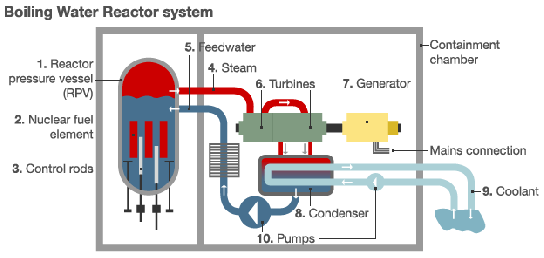 Boiling Water Reactor system
1. Reactor
pressure vessel
(RPV)
2. Nuclear fuel
element
3. Control rods
5. Feedwater
4. Steam
6. Turbines
7. Generator
Containment
chamber
Mains connection
8. Condenser
9. Coolant
10. Pumps